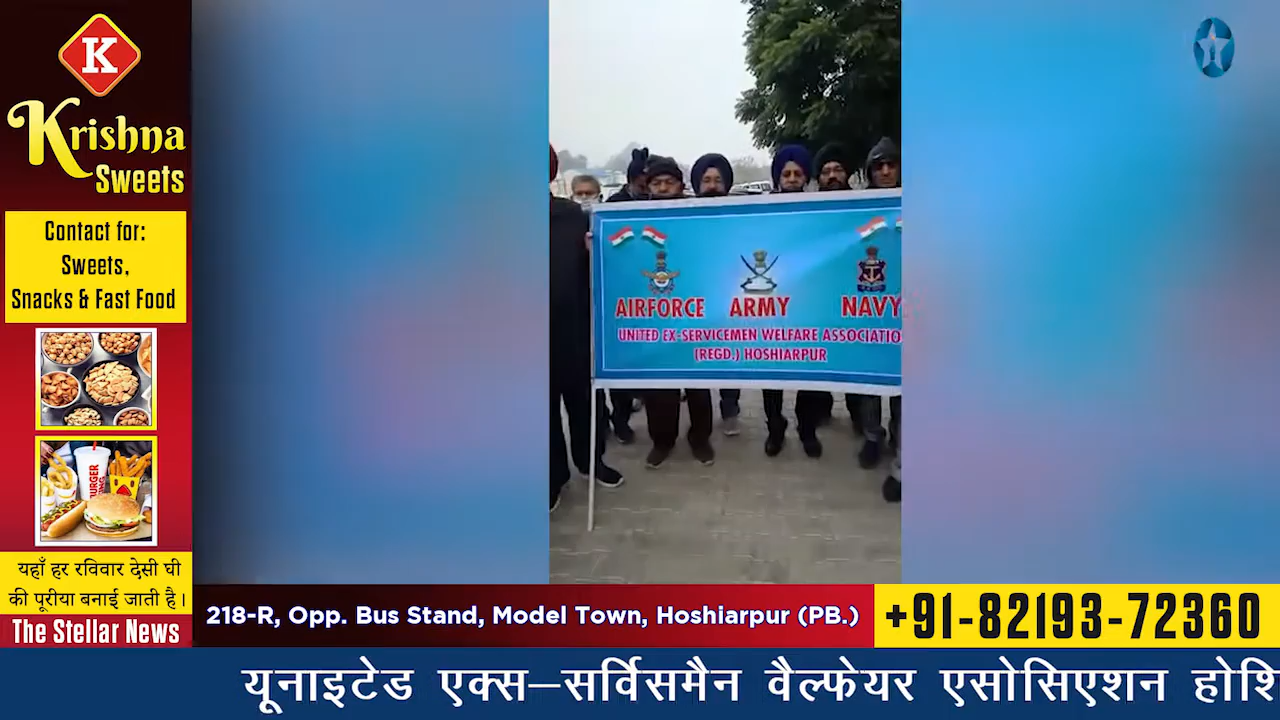 K
Krishna
Sweets
Contact for:
Sweets,
Snacks & Fast Food
BURGER
यहाँ हर रविवार देसी घी
की पूरीया बनाई जाती है।
The Stellar News
AIRFORCE ARMY NAVY
UNITED EX-SERVICEMEN WELFARE ASSOCIATIO
(REGD.) HOSHIARPUR
218-R, Opp. Bus Stand, Model Town, Hoshiarpur (PB.)
+91-82193-72360
यूनाइटेड एक्स–सर्विसमैन वैल्फेयर एसोसिएशन होशि